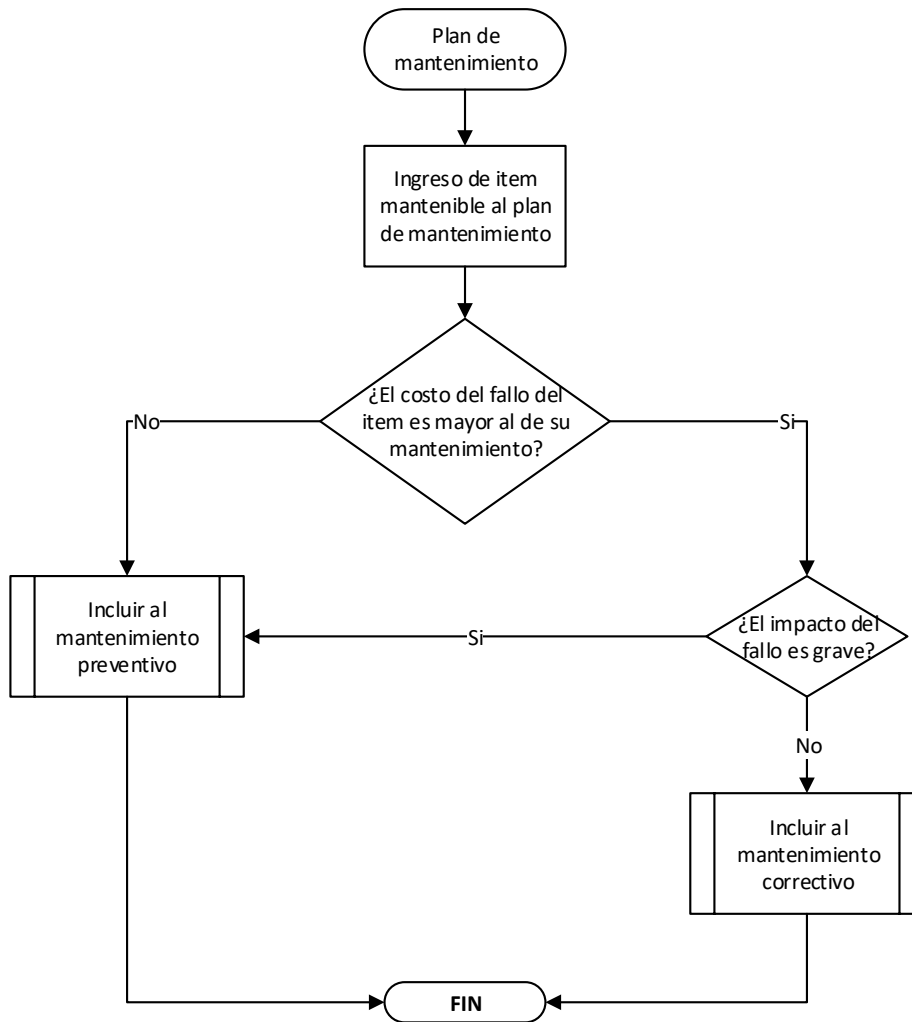 Plan de
mantenimiento
Ingreso de item
mantenible al plan
de mantenimiento
¿El costo del fallo del
item es mayor al de su
mantenimiento?
No
Si
Incluir al
mantenimiento
preventivo
Si
¿El impacto del
fallo es grave?
No
Incluir al
mantenimiento
correctivo
FIN